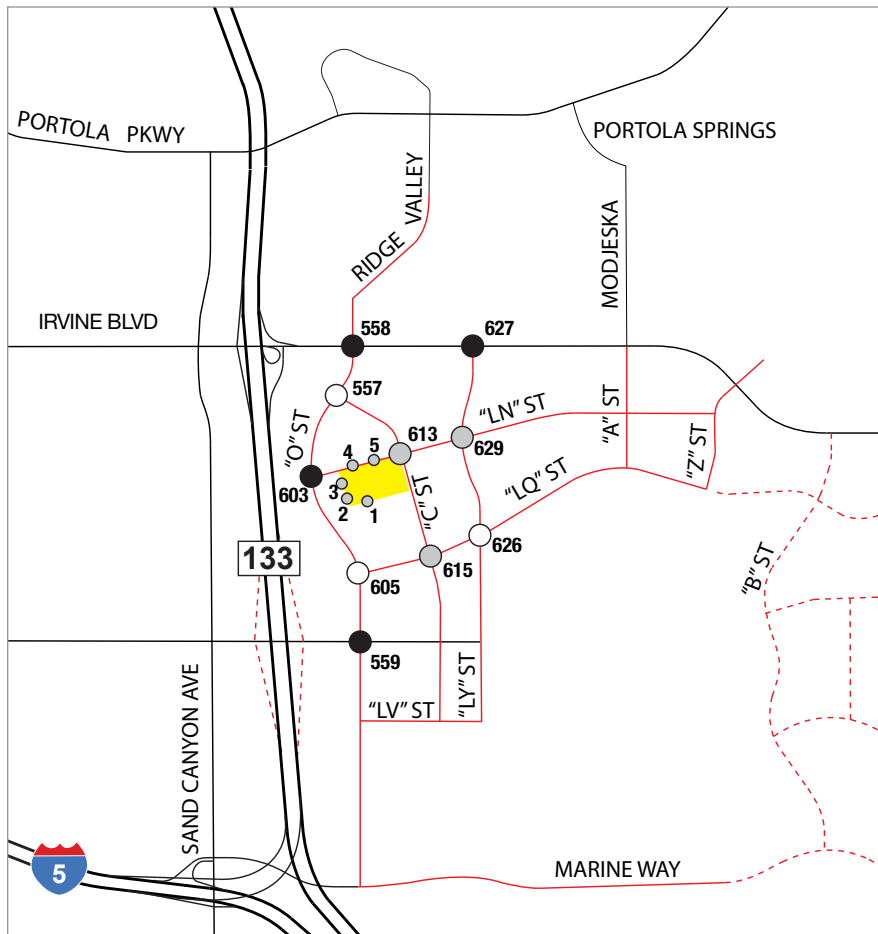 PORTOLA PKWY
PORTOLA SPRINGS
RIDGE VALLEY
MODJESKA
IRVINE BLVD
558
627
557
"O" ST
"LN" ST
"A" ST
613
5
4
629
"Z" ST
603
3
2
1
"C" ST
"LQ" ST
626
133
605
615
"B" ST
559
SAND CANYON AVE
"LV" ST
"LY" ST
5
MARINE WAY